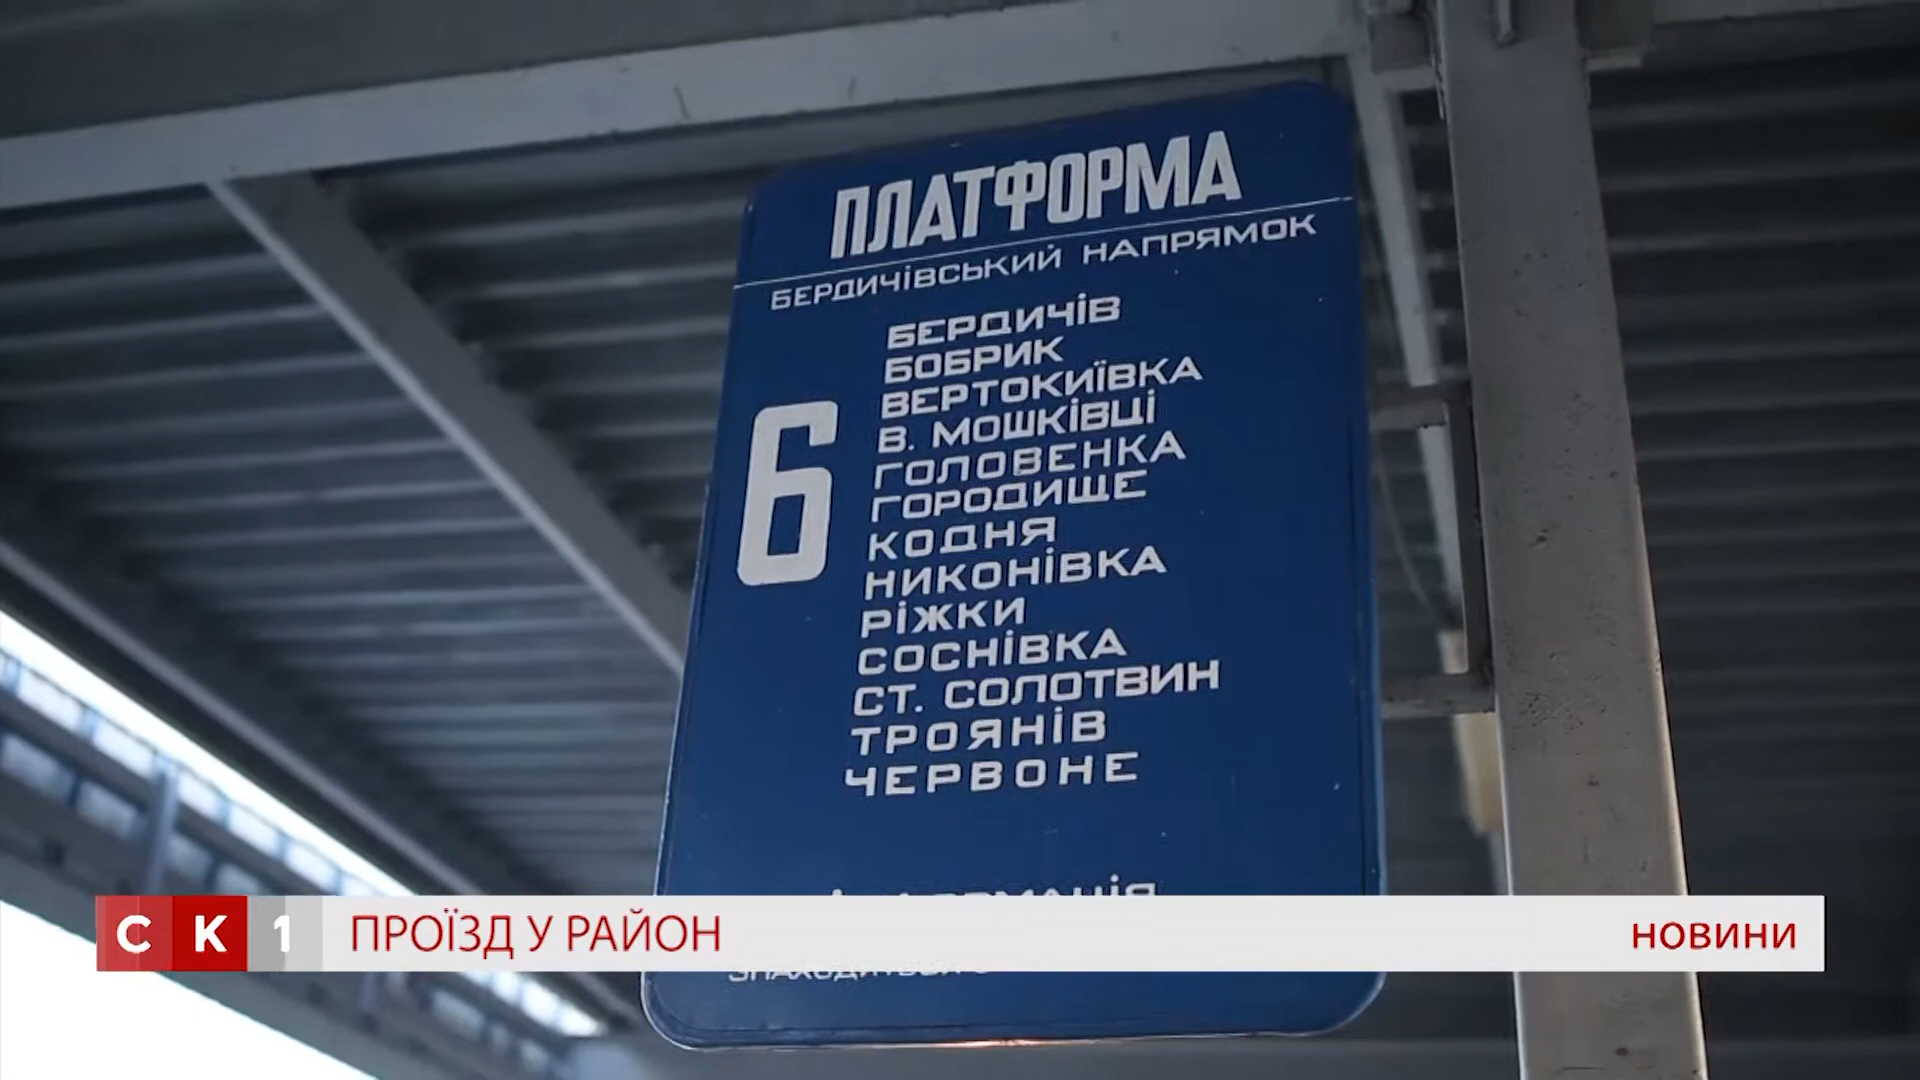 ПЛАТФОРМА
БЕРДИЧІВСЬКИЙ НАПРЯМОК
6
БЕРДИЧІВ
БОБРИК
ВЕРТОКИЇВКА
В. МОШКІВЦІ
ГОЛОВЕНКА
ГОРОДИЩЕ
КОДНЯ
НИКОНІВКА
РІЖКИ
СОСНІВКА
СТ. СОЛОТВИН
ТРОЯНІВ
ЧЕРВОНЕ
СК1 ПРОЇЗД У РАЙОН НОВИНИ